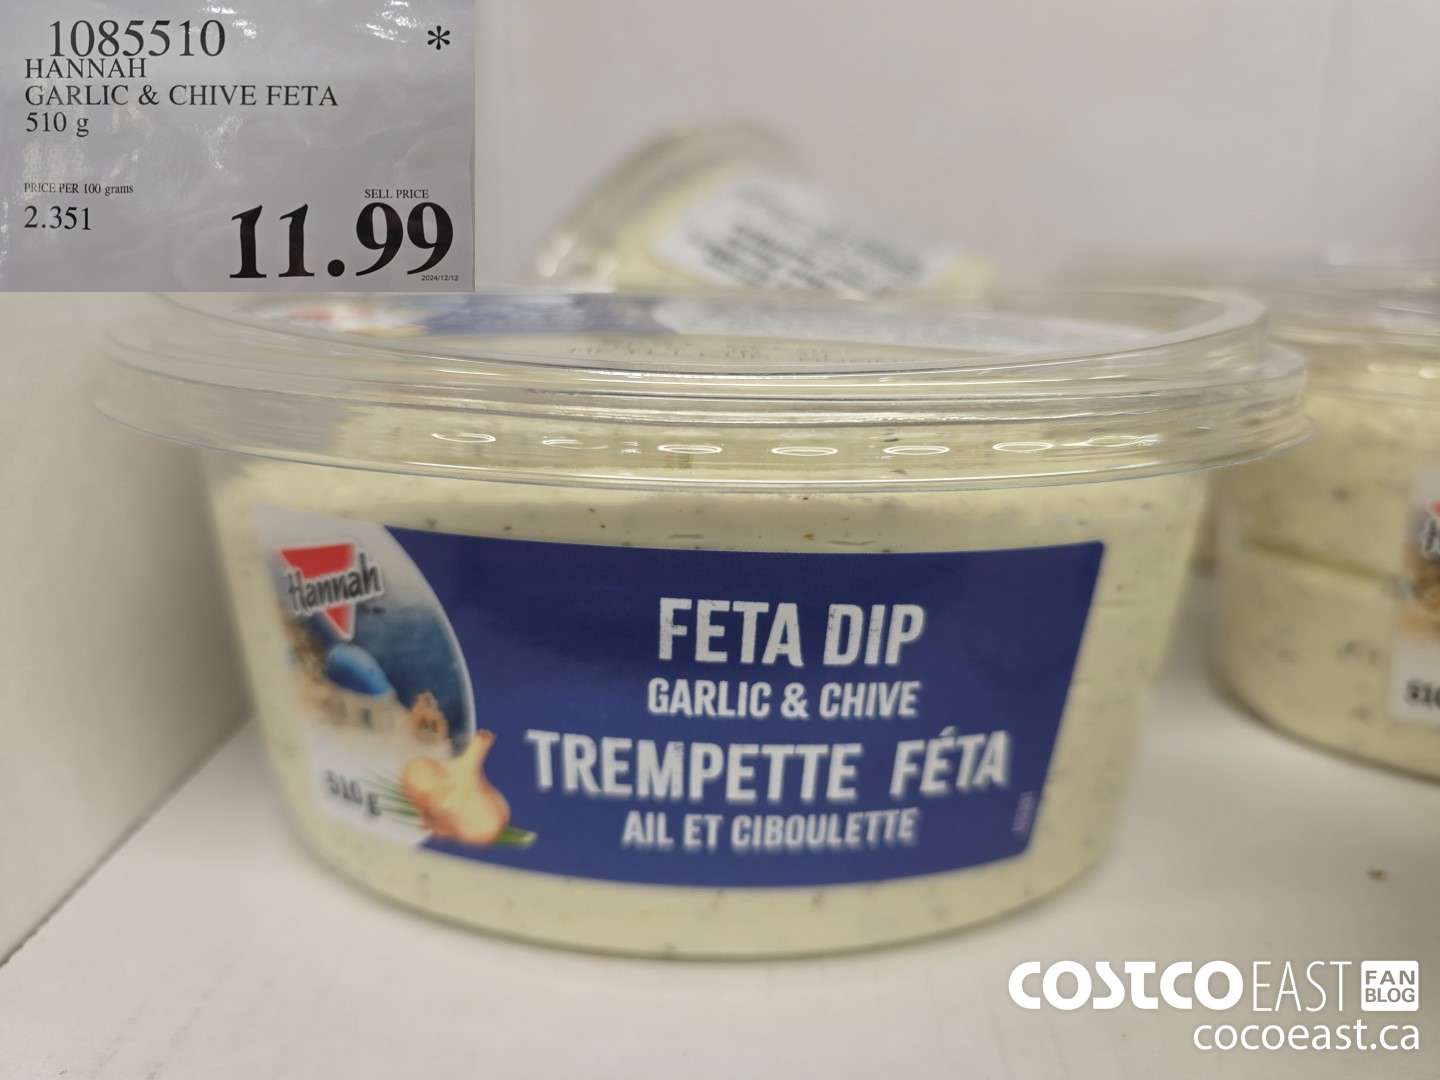 1085510 *
HANNAH
GARLIC & CHIVE FETA
510 g
PRICE PER 100 grams
2.351
SELL PRICE
11.99
2024/12/12
Hannah
FETA DIP
GARLIC & CHIVE
TREMPETTE FÉTA
AIL ET CIBOULETTE
510 g
COSTCO EAST FAN BLOG
cocoeast.ca